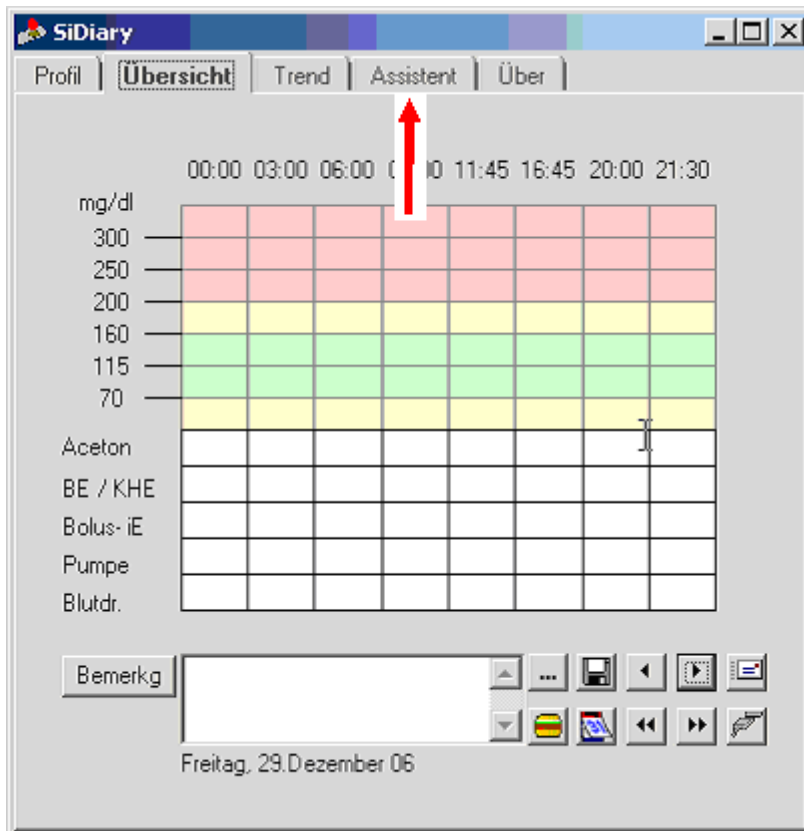 SiDiary
Profil Übersicht Trend Assistent Über
00:00 03:00 06:00 11:45 16:45 20:00 21:30
mg/dl
300
250
200
160
115
70
Aceton
BE / KHE
Bolus- iE
Pumpe
Blutdr.
Bemerkg ...
Freitag, 29.Dezember 06